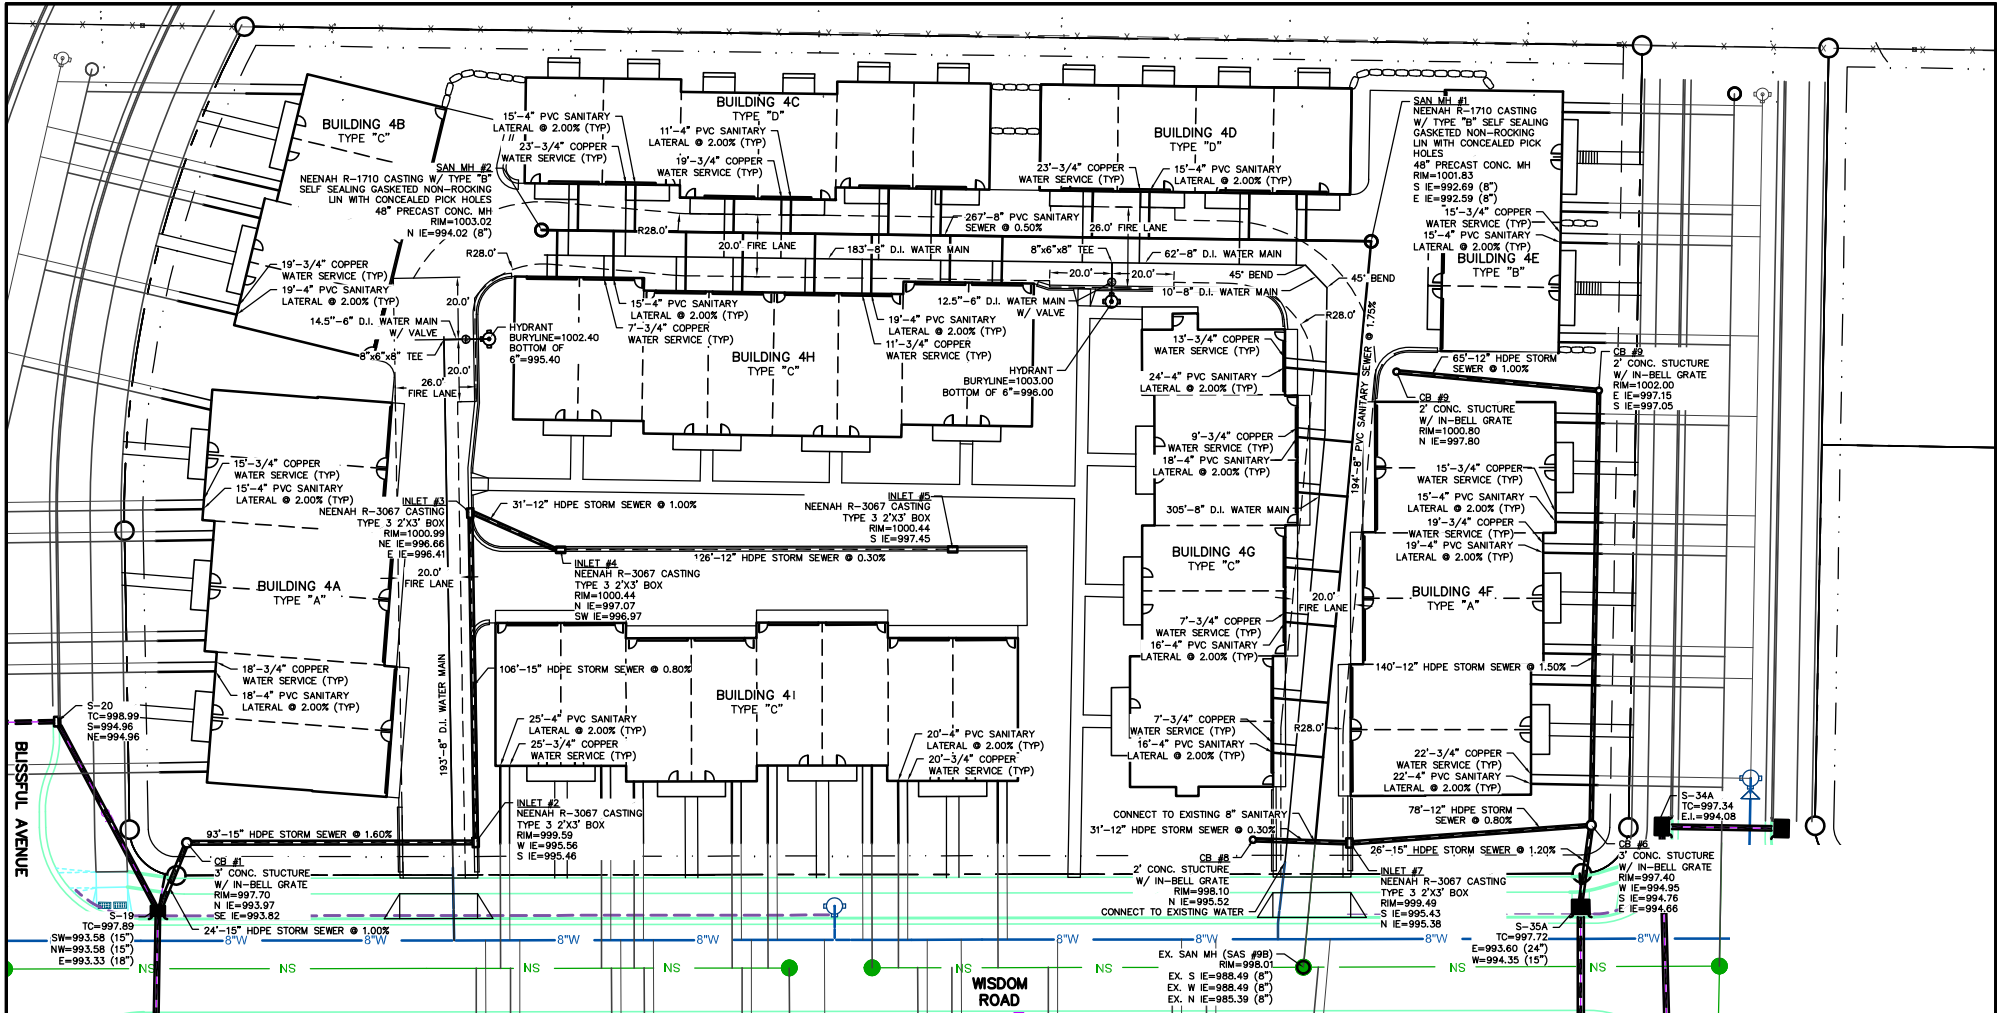 BUILDING 4B
TYPE "C"
SAN MH #2
NEENAH R-1710 CASTING W/ TYPE "B"
SELF SEALING GASKETED NON-ROCKING
LIN WITH CONCEALED PICK HOLES
48" PRECAST CONC. MH
RIM=1003.02
N IE=994.02 (8")
15'-4" PVC SANITARY
LATERAL @ 2.00% (TYP)
23'-3/4" COPPER
WATER SERVICE (TYP)
BUILDING 4C
TYPE "D"
11'-4" PVC SANITARY
LATERAL @ 2.00% (TYP)
19'-3/4" COPPER
WATER SERVICE (TYP)
BUILDING 4D
TYPE "D"
23'-3/4" COPPER
WATER SERVICE (TYP)
15'-4" PVC SANITARY
LATERAL @ 2.00% (TYP)
SAN MH #1
NEENAH R-1710 CASTING
W/ TYPE "B" SELF SEALING
GASKETED NON-ROCKING
LIN WITH CONCEALED PICK
HOLES
48" PRECAST CONC. MH
RIM=1001.83
S IE=992.69 (8")
E IE=992.59 (8")
15'-3/4" COPPER
WATER SERVICE (TYP)
15'-4" PVC SANITARY
LATERAL @ 2.00% (TYP)
BUILDING 4E
TYPE "B"
267'-8" PVC SANITARY
SEWER @ 0.50%
26.0' FIRE LANE
R28.0'
20.0' FIRE LANE
R28.0'
183'-8" D.I. WATER MAIN
8"x6"x8" TEE
62'-8" D.I. WATER MAIN
20.0'
20.0'
45° BEND
45° BEND
10'-8" D.I. WATER MAIN
12.5"-6" D.I. WATER MAIN
W/ VALVE
R28.0'
19'-3/4" COPPER
WATER SERVICE (TYP)
19'-4" PVC SANITARY
LATERAL @ 2.00% (TYP)
14.5"-6" D.I. WATER MAIN
W/ VALVE
8"x6"x8" TEE
20.0'
20.0'
26.0'
FIRE LANE
HYDRANT
BURYLINE=1002.40
BOTTOM OF
6"=995.40
15'-4" PVC SANITARY
LATERAL @ 2.00% (TYP)
7'-3/4" COPPER
WATER SERVICE (TYP)
BUILDING 4H
TYPE "C"
19'-4" PVC SANITARY
LATERAL @ 2.00% (TYP)
11'-3/4" COPPER
WATER SERVICE (TYP)
HYDRANT
BURYLINE=1003.00
BOTTOM OF 6"=996.00
13'-3/4" COPPER
WATER SERVICE (TYP)
24'-4" PVC SANITARY
LATERAL @ 2.00% (TYP)
9'-3/4" COPPER
WATER SERVICE (TYP)
18'-4" PVC SANITARY
LATERAL @ 2.00% (TYP)
194'-8" PVC SANITARY SEWER @ 1.75%
65'-12" HDPE STORM
SEWER @ 1.00%
CB #9
2' CONC. STUCTURE
W/ IN-BELL GRATE
RIM=1002.00
E IE=997.15
S IE=997.05
CB #9
2' CONC. STUCTURE
W/ IN-BELL GRATE
RIM=1000.80
N IE=997.80
15'-3/4" COPPER
WATER SERVICE (TYP)
15'-4" PVC SANITARY
LATERAL @ 2.00% (TYP)
19'-3/4" COPPER
WATER SERVICE (TYP)
19'-4" PVC SANITARY
LATERAL @ 2.00% (TYP)
BUILDING 4F
TYPE "A"
15'-3/4" COPPER
WATER SERVICE (TYP)
15'-4" PVC SANITARY
LATERAL @ 2.00% (TYP)
INLET #3
NEENAH R-3067 CASTING
TYPE 3 2'X3' BOX
RIM=1000.99
NE IE=996.66
E IE=996.41
20.0'
FIRE LANE
BUILDING 4A
TYPE "A"
31'-12" HDPE STORM SEWER @ 1.00%
INLET #5
NEENAH R-3067 CASTING
TYPE 3 2'X3' BOX
RIM=1000.44
S IE=997.45
126'-12" HDPE STORM SEWER @ 0.30%
INLET #4
NEENAH R-3067 CASTING
TYPE 3 2'X3' BOX
RIM=1000.44
N IE=997.07
SW IE=996.97
305'-8" D.I. WATER MAIN
BUILDING 4G
TYPE "C"
20.0'
FIRE LANE
7'-3/4" COPPER
WATER SERVICE (TYP)
16'-4" PVC SANITARY
LATERAL @ 2.00% (TYP)
18'-3/4" COPPER
WATER SERVICE (TYP)
18'-4" PVC SANITARY
LATERAL @ 2.00% (TYP)
193'-8" D.I. WATER MAIN
106'-15" HDPE STORM SEWER @ 0.80%
BUILDING 4I
TYPE "C"
25'-4" PVC SANITARY
LATERAL @ 2.00% (TYP)
25'-3/4" COPPER
WATER SERVICE (TYP)
20'-4" PVC SANITARY
LATERAL @ 2.00% (TYP)
20'-3/4" COPPER
WATER SERVICE (TYP)
7'-3/4" COPPER
WATER SERVICE (TYP)
16'-4" PVC SANITARY
LATERAL @ 2.00% (TYP)
R28.0'
140'-12" HDPE STORM SEWER @ 1.50%
22'-3/4" COPPER
WATER SERVICE (TYP)
22'-4" PVC SANITARY
LATERAL @ 2.00% (TYP)
S-20
TC=998.99
S=994.96
NE=994.96
BLISSFUL AVENUE
93'-15" HDPE STORM SEWER @ 1.60%
INLET #2
NEENAH R-3067 CASTING
TYPE 3 2'X3' BOX
RIM=999.59
W IE=995.56
S IE=995.46
CB #1
3' CONC. STUCTURE
W/ IN-BELL GRATE
RIM=997.70
N IE=993.97
SE IE=993.82
24'-15" HDPE STORM SEWER @ 1.00%
S-19
TC=997.89
SW=993.58 (15")
NW=993.58 (15")
E=993.33 (18")
CONNECT TO EXISTING 8" SANITARY
31'-12" HDPE STORM SEWER @ 0.30%
78'-12" HDPE STORM
SEWER @ 0.80%
S-34A
TC=997.34
E.I.=994.08
CB #8
2' CONC. STUCTURE
W/ IN-BELL GRATE
RIM=998.10
N IE=995.52
CONNECT TO EXISTING WATER
26'-15" HDPE STORM SEWER @ 1.20%
INLET #7
NEENAH R-3067 CASTING
TYPE 3 2'X3' BOX
RIM=999.49
S IE=995.43
N IE=995.38
CB #6
3' CONC. STUCTURE
W/ IN-BELL GRATE
RIM=997.40
W IE=994.95
S IE=994.76
E IE=994.66
S-35A
TC=997.72
E=993.60 (24")
W=994.35 (15")
8"W
8"W
8"W
8"W
8"W
8"W
8"W
8"W
NS
NS
NS
NS
NS
NS
NS
NS
EX. SAN MH (SAS #9B)
RIM=998.01
EX. S IE=988.49 (8")
EX. W IE=988.49 (8")
EX. N IE=985.39 (8")
WISDOM
ROAD